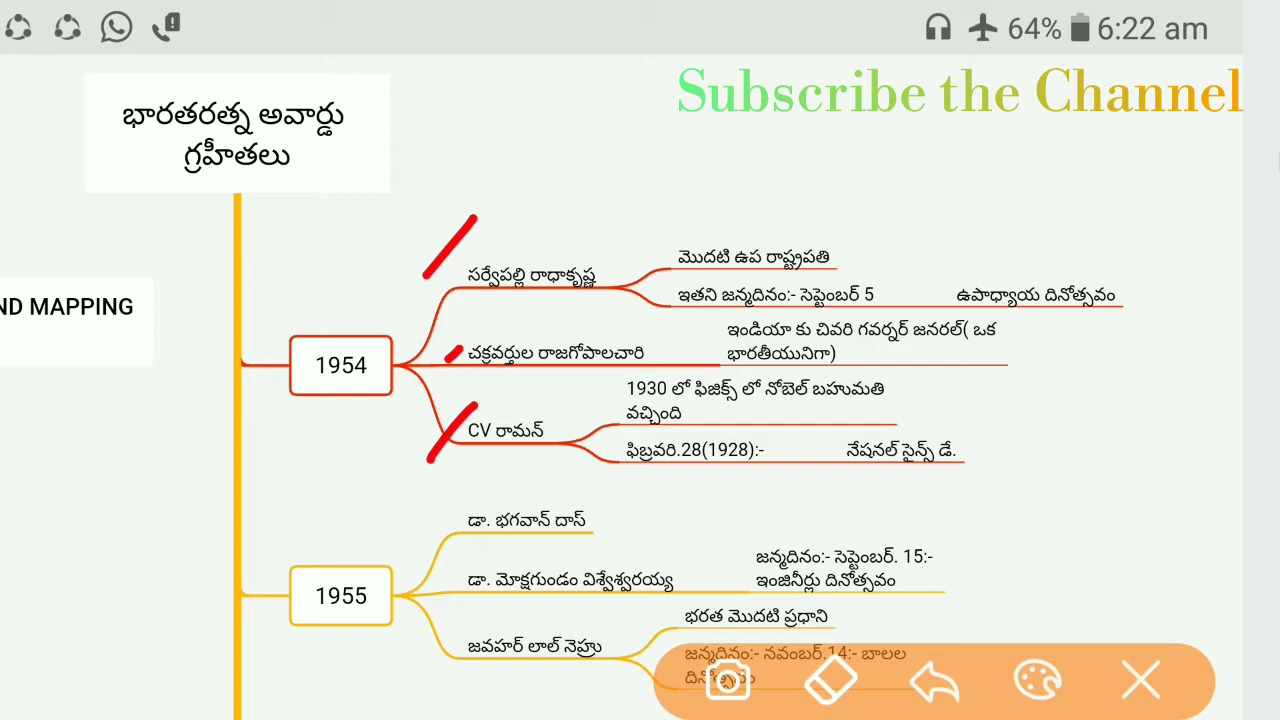 64% 6:22 am
Subscribe the Channel
భారతరత్న అవార్డు
గ్రహీతలు
ND MAPPING
1954
సర్వేపల్లి రాధాకృష్ణ
మొదటి ఉప రాష్ట్రపతి
ఇతని జన్మదినం:- సెప్టెంబర్ 5 ఉపాధ్యాయ దినోత్సవం
చక్రవర్తుల రాజగోపాలచారి
ఇండియా కు చివరి గవర్నర్ జనరల్( ఒక
భారతీయునిగా)
CV రామన్
1930 లో ఫిజిక్స్ లో నోబెల్ బహుమతి
వచ్చింది
ఫిబ్రవరి.28(1928):- నేషనల్ సైన్స్ డే.
1955
డా. భగవాన్ దాస్
డా. మోక్షగుండం విశ్వేశ్వరయ్య
జన్మదినం:- సెప్టెంబర్. 15:-
ఇంజినీర్లు దినోత్సవం
జవహర్ లాల్ నెహ్రు
భరత మొదటి ప్రధాని
జన్మదినం:- నవంబర్.14:- బాలల
దినోత్సవం